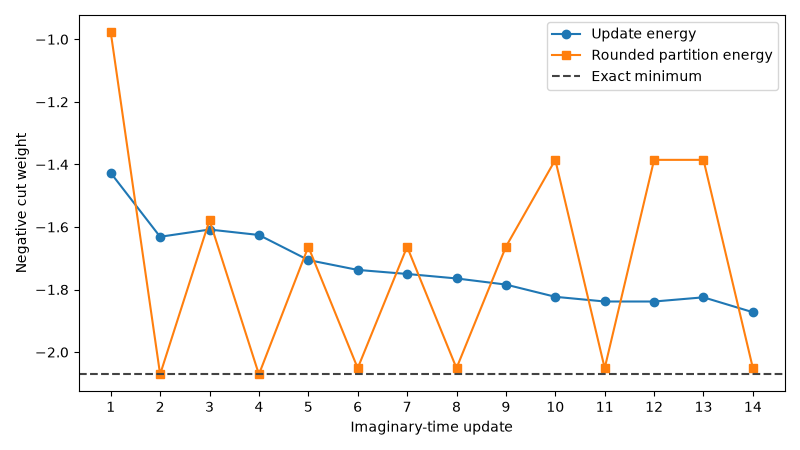 Update energy
Rounded partition energy
Exact minimum
Negative cut weight
−1.0
−1.2
−1.4
−1.6
−1.8
−2.0
1 2 3 4 5 6 7 8 9 10 11 12 13 14
Imaginary-time update